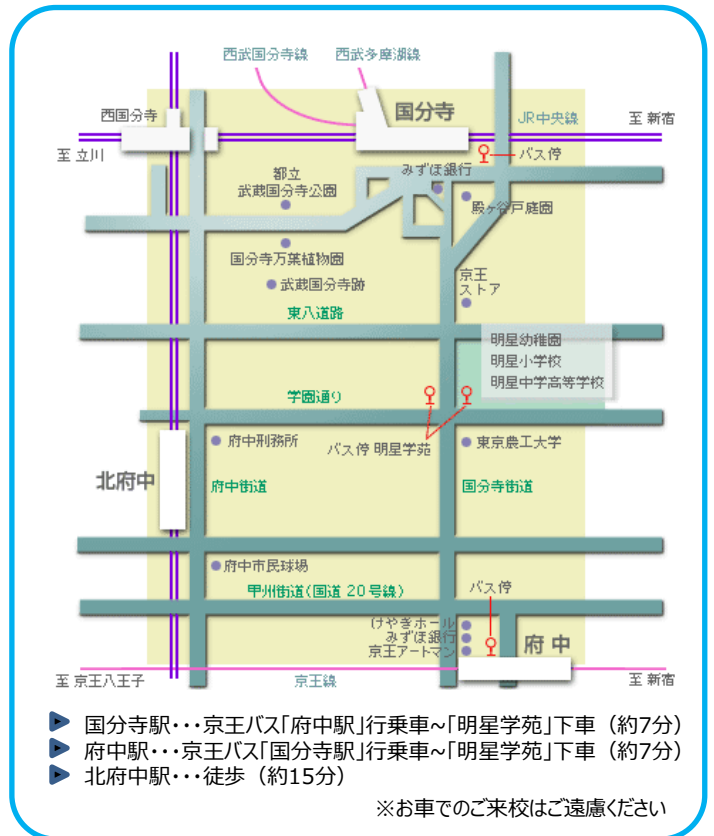 西武国分寺線 西武多摩湖線
西国分寺
国分寺
JR中央線
至 新宿
至 立川
バス停
都立
武蔵国分寺公園
みずほ銀行
殿ヶ谷戸庭園
国分寺万葉植物園
武蔵国分寺跡
京王
ストア
東八道路
明星幼稚園
明星小学校
明星中学高等学校
学園通り
府中刑務所
バス停 明星学苑
東京農工大学
北府中
府中街道
国分寺街道
府中市民球場
甲州街道(国道 20号線)
バス停
けやきホール
みずほ銀行
京王アートマン
府中
至 京王八王子
京王線
至 新宿
国分寺駅・・・京王バス「府中駅」行乗車~「明星学苑」下車（約7分）
府中駅・・・京王バス「国分寺駅」行乗車~「明星学苑」下車（約7分）
北府中駅・・・徒歩（約15分）
※お車でのご来校はご遠慮ください